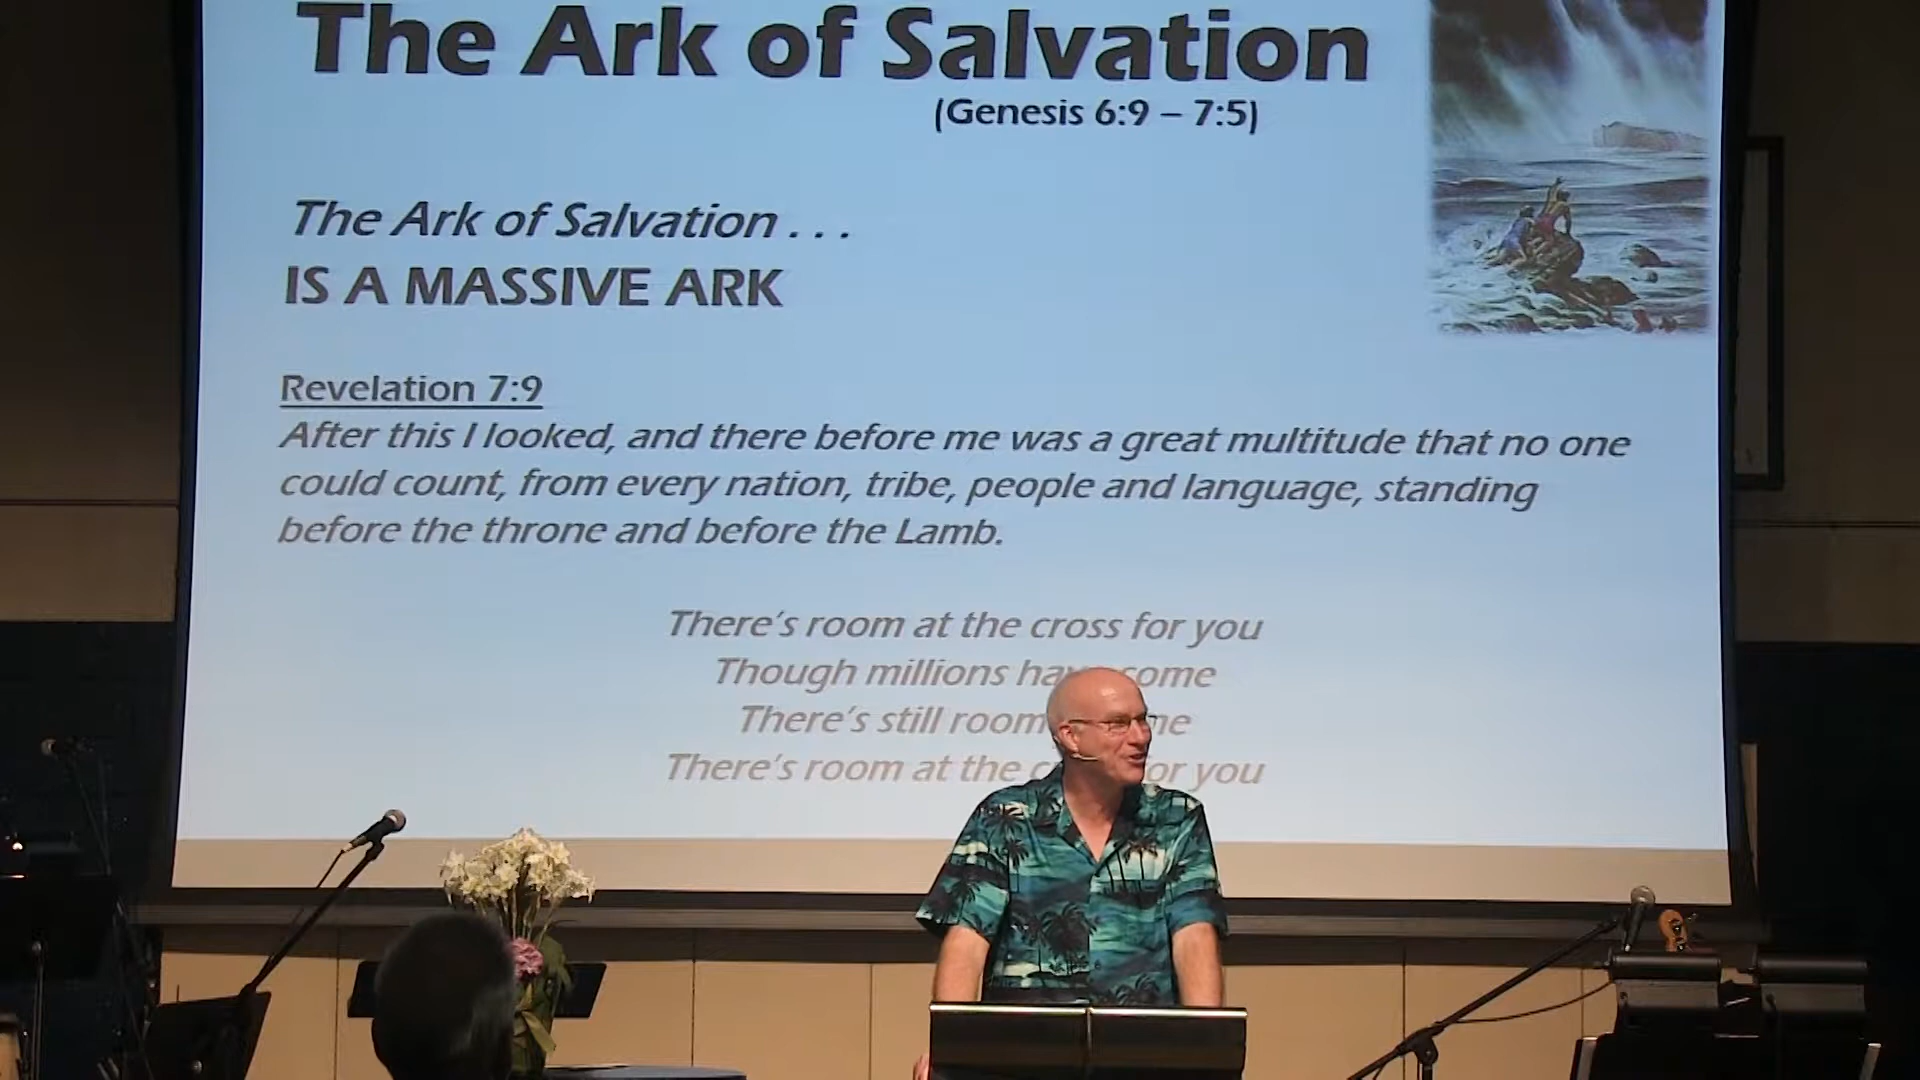 The Ark of Salvation
(Genesis 6:9 – 7:5)
The Ark of Salvation . . .
IS A MASSIVE ARK
Revelation 7:9
After this I looked, and there before me was a great multitude that no one
could count, from every nation, tribe, people and language, standing
before the throne and before the Lamb.
There's room at the cross for you
Though millions have come
There's still room
There's room at the for you